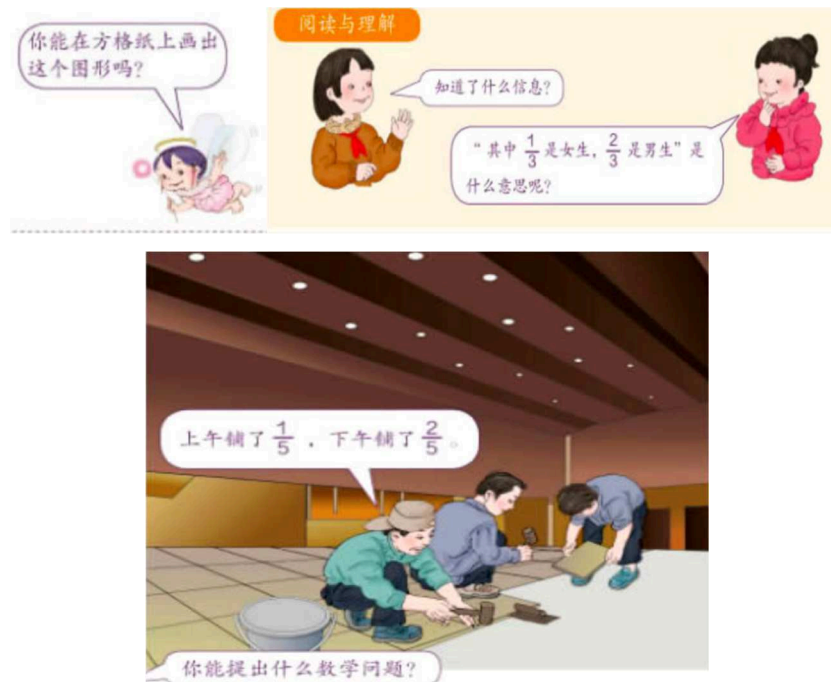 你能在方格纸上画出
这个图形吗？
阅读与理解
知道了什么信息？
“其中 1/3 是女生，2/3 是男生”是
什么意思呢？
上午铺了 1/5 ，下午铺了 2/5 。
你能提出什么数学问题？